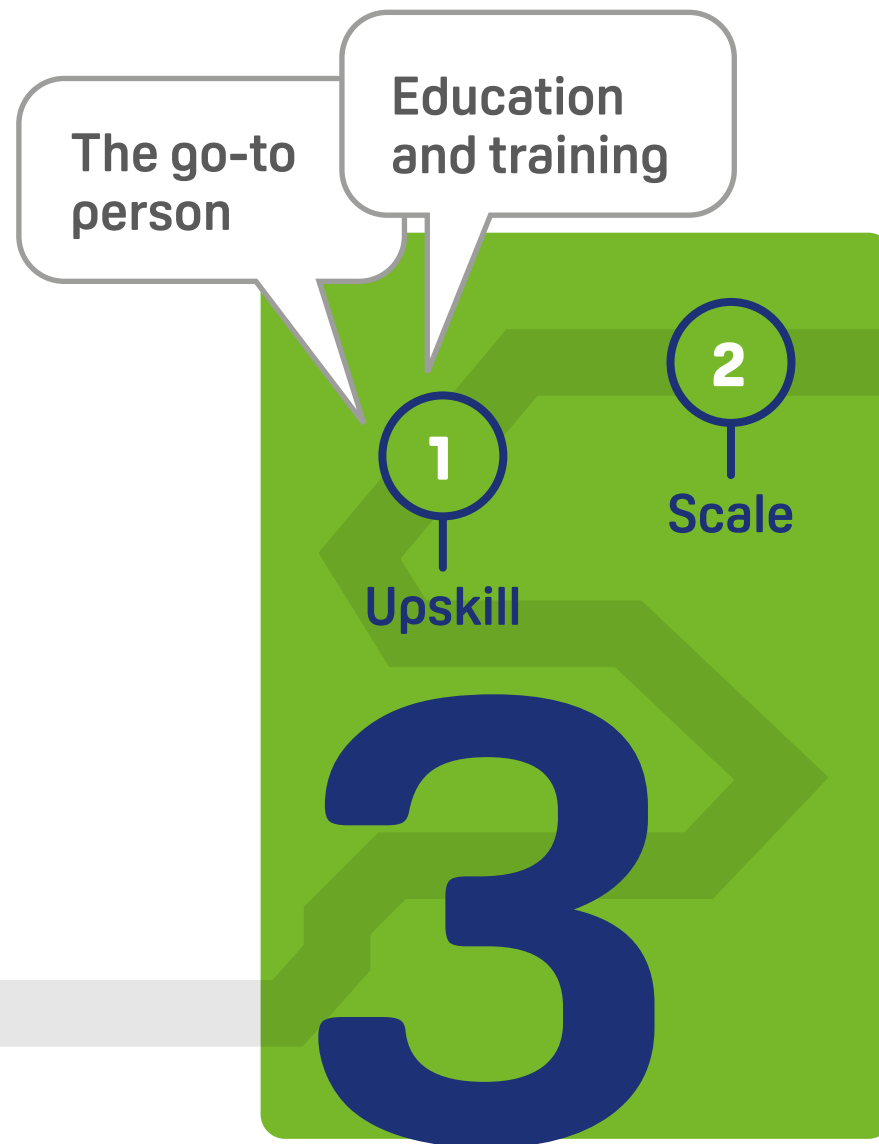 The go-to
person
Education
and training
1
Upskill
2
Scale
3